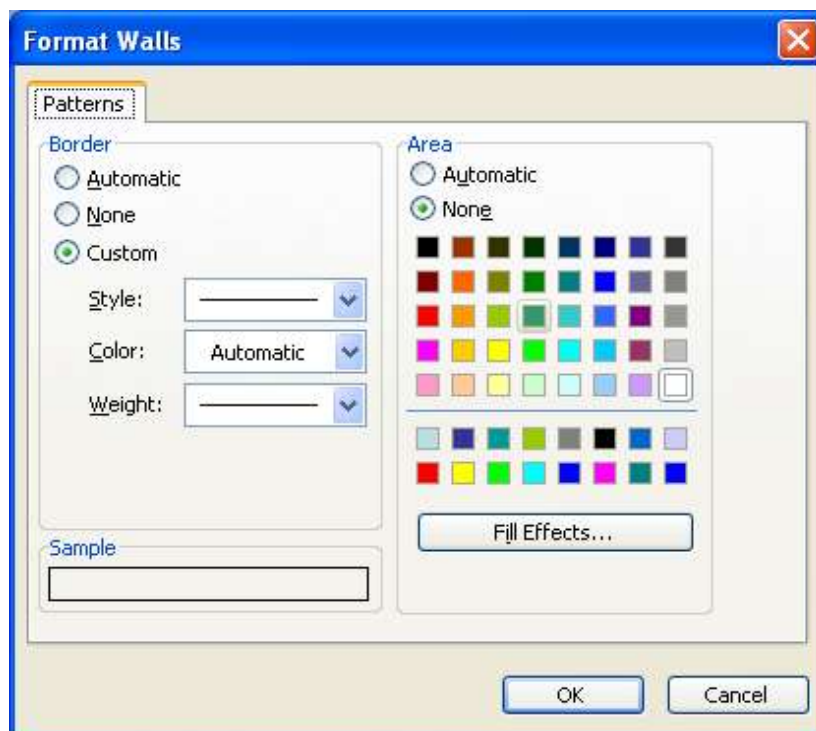 Format Walls
Patterns
Border
Automatic
None
Custom
Style:
Color:
Automatic
Weight:
Sample
Area
Automatic
None
Fill Effects...
OK
Cancel